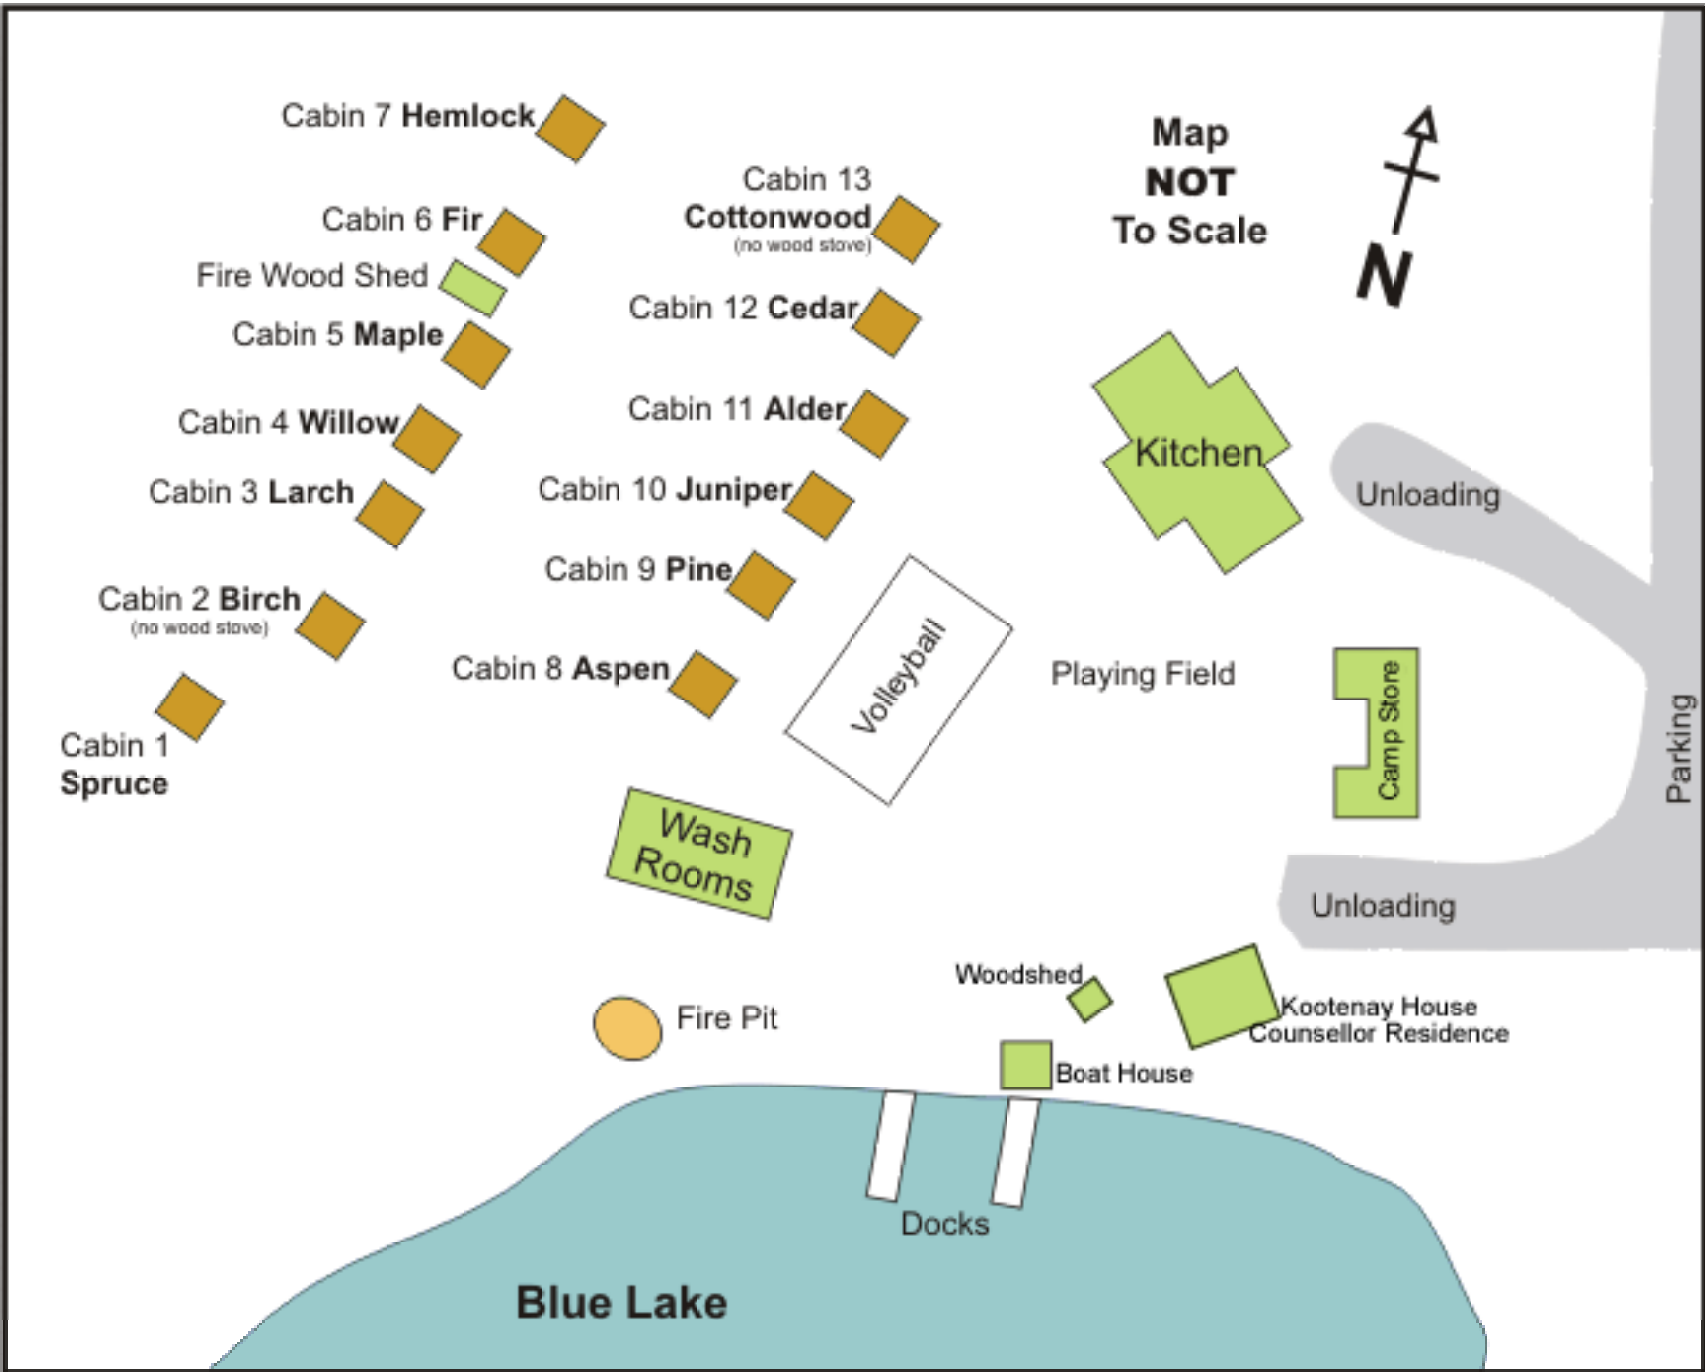 Cabin 7 Hemlock
Cabin 6 Fir
Fire Wood Shed
Cabin 5 Maple
Cabin 4 Willow
Cabin 3 Larch
Cabin 2 Birch
(no wood stove)
Cabin 1
Spruce
Cabin 13
Cottonwood
(no wood stove)
Cabin 12 Cedar
Cabin 11 Alder
Cabin 10 Juniper
Cabin 9 Pine
Cabin 8 Aspen
Map
NOT
To Scale
N
Kitchen
Unloading
Volleyball
Playing Field
Camp Store
Parking
Wash
Rooms
Unloading
Woodshed
Kootenay House
Counsellor Residence
Fire Pit
Boat House
Docks
Blue Lake